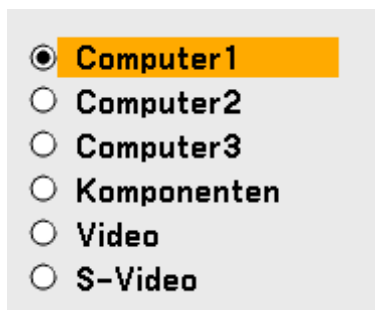 Computer1
Computer2
Computer3
Komponenten
Video
S-Video